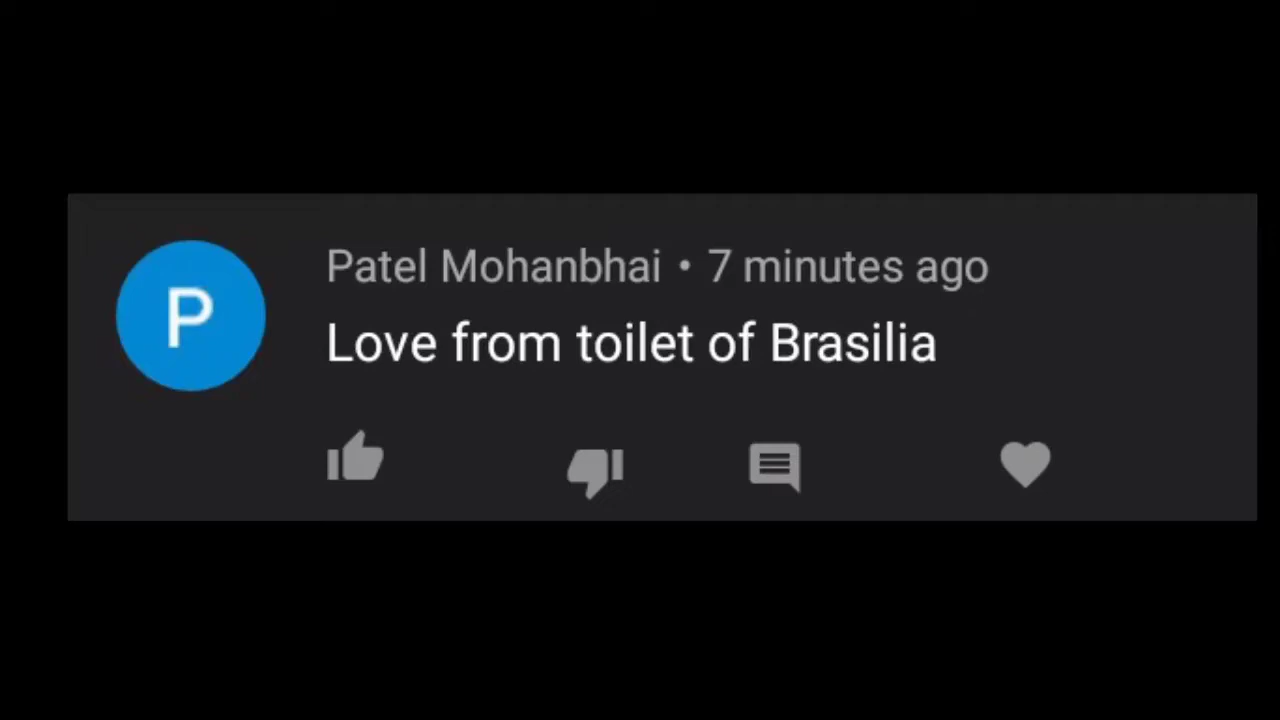 P
Patel Mohanbhai • 7 minutes ago
Love from toilet of Brasilia